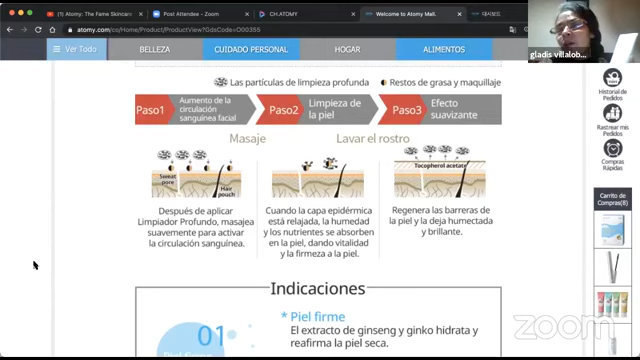 Atomy: The Fame Skincare
Post Attendee - Zoom
CH.ATOMY
Welcome to Atomy Mall.
대시보드
atomy.com/co/Home/Product/ProductView?GdsCode=O00355
Ver Todo
BELLEZA
CUIDADO PERSONAL
HOGAR
ALIMENTOS
gladis villalob...
Las partículas de limpieza profunda
Restos de grasa y maquillaje
Paso1
Aumento de la
circulación
sanguínea facial
Paso2
Limpieza de
la piel
Paso3
Efecto
suavizante
Masaje
Lavar el rostro
Sweat
pore
Hair
pouch
Tocopherol acetate
Después de aplicar
Limpiador Profundo, masajea
suavemente para activar
la circulación sanguínea.
Cuando la capa epidérmica
está relajada, la humedad
y los nutrientes se absorben
en la piel, dando vitalidad
y la firmeza a la piel.
Regenera las barreras de
la piel y la deja humectada
y brillante.
Indicaciones
01
Piel firme
* Piel firme
El extracto de ginseng y ginko hidrata y
reafirma la piel seca.
Historial de
Pedidos
Rastrear mis
Pedidos
Compras
Rápidas
Carrito de
Compras(8)
zoom